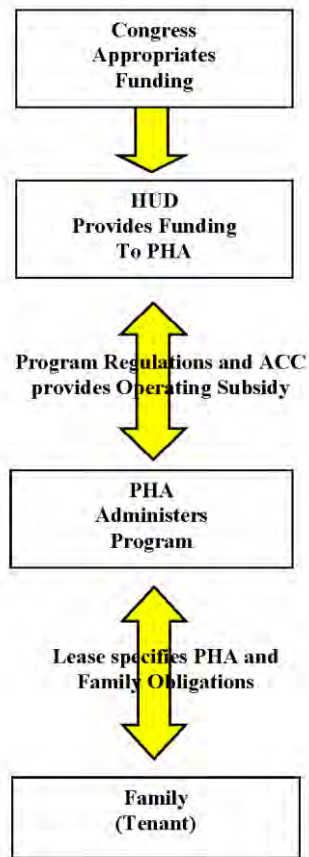 Congress
Appropriates
Funding
HUD
Provides Funding
To PHA
Program Regulations and ACC
provides Operating Subsidy
PHA
Administers
Program
Lease specifies PHA and
Family Obligations
Family
(Tenant)